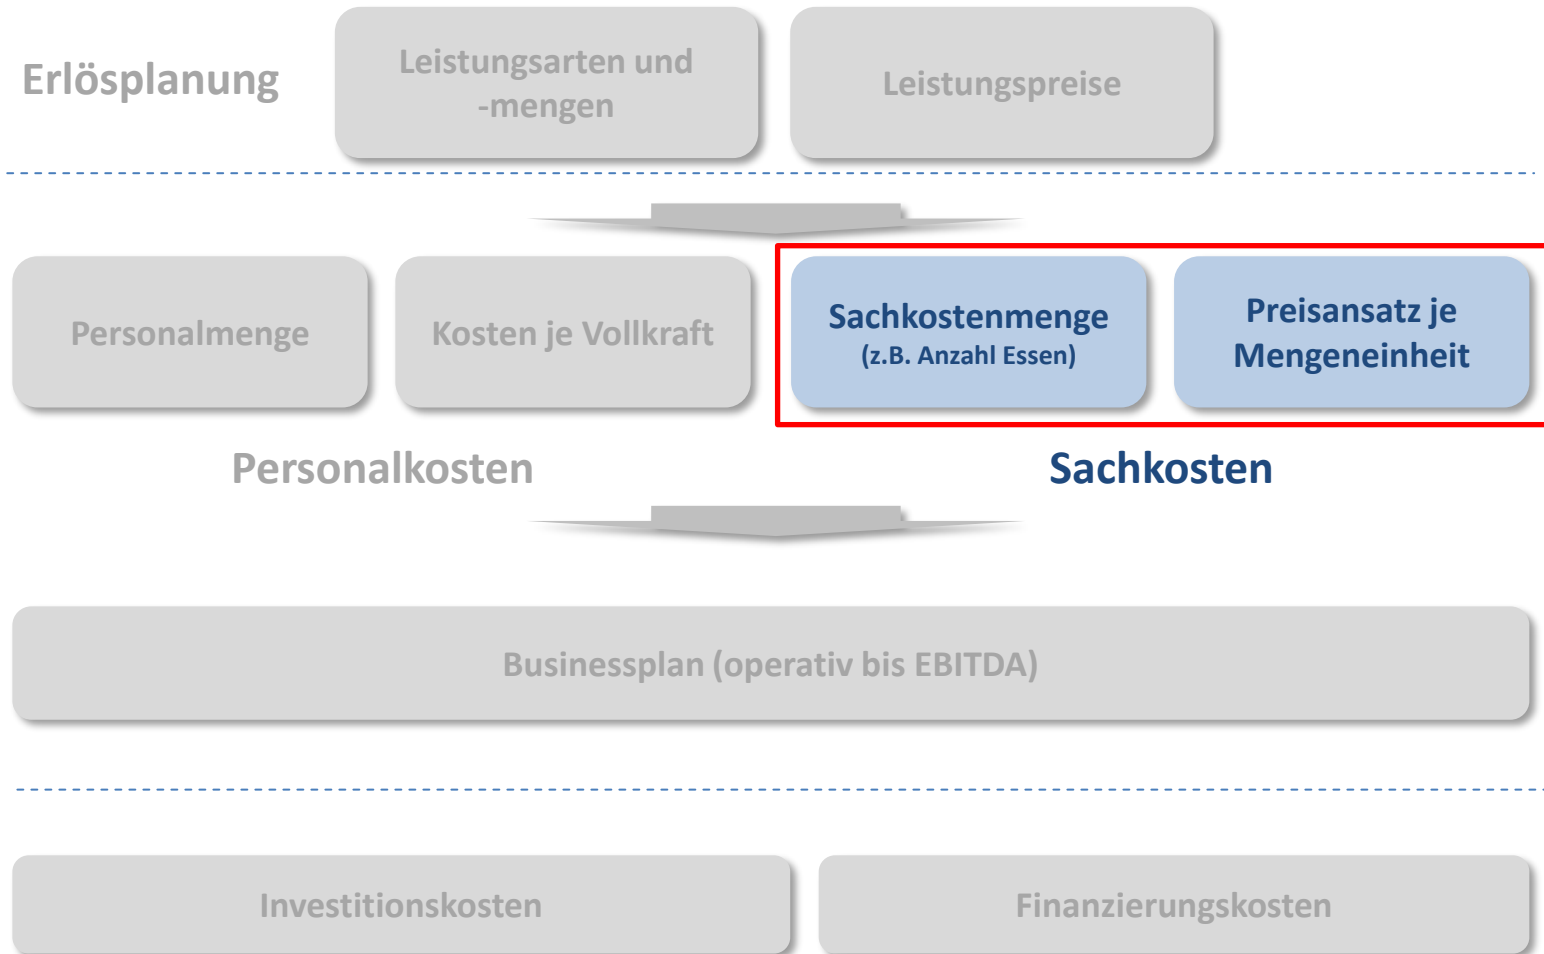 Erlösplanung
Leistungsarten und
-mengen
Leistungspreise
Personalmenge
Kosten je Vollkraft
Sachkostenmenge
(z.B. Anzahl Essen)
Preisansatz je
Mengeneinheit
Personalkosten
Sachkosten
Businessplan (operativ bis EBITDA)
Investitionskosten
Finanzierungskosten